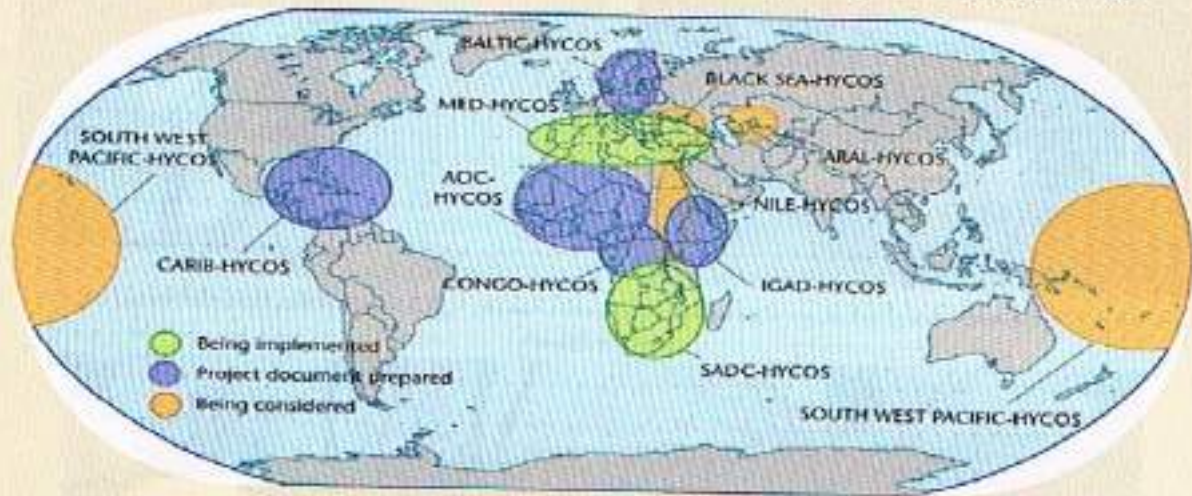 BALTIC-HYCOS
BLACK SEA-HYCOS
MED-HYCOS
SOUTH WEST
PACIFIC-HYCOS
ARAL-HYCOS
AOC-
HYCOS
NILE-HYCOS
CARIB-HYCOS
CONGO-HYCOS
IGAD-HYCOS
Being implemented
Project document prepared
SADC-HYCOS
Being considered
SOUTH WEST PACIFIC-HYCOS